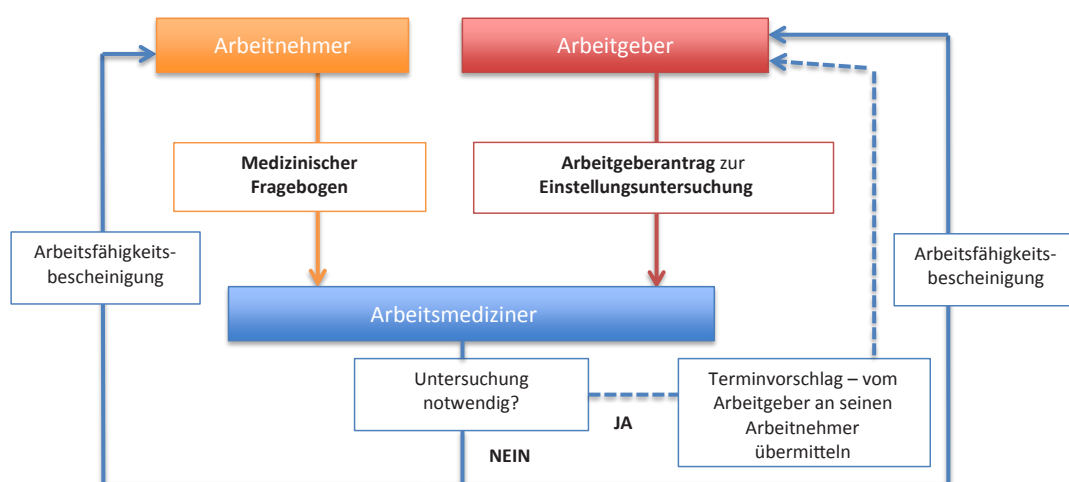 Arbeitnehmer
Arbeitgeber
Medizinischer
Fragebogen
Arbeitgeberantrag zur
Einstellungsuntersuchung
Arbeitsfähigkeits-
bescheinigung
Arbeitsfähigkeits-
bescheinigung
Arbeitsmediziner
Untersuchung
notwendig?
JA
Terminvorschlag – vom
Arbeitgeber an seinen
Arbeitnehmer
übermitteln
NEIN